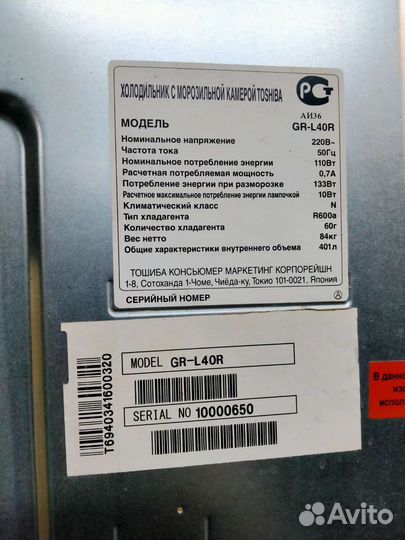 ХОЛОДИЛЬНИК С МОРОЗИЛЬНОЙ КАМЕРОЙ TOSHIBA
РСТ
АИ36
МОДЕЛЬ GR-L40R
Номинальное напряжение 220В~
Частота тока 50Гц
Номинальное потребление энергии 110Вт
Расчетная потребляемая мощность 0,7А
Потребление энергии при разморозке 133Вт
Расчетное максимальное потребление энергии лампочкой 10Вт
Климатический класс N
Тип хладагента R600a
Количество хладагента 60г
Вес нетто 84кг
Общие характеристики внутреннего объема 401л
ТОШИБА КОНСЬЮМЕР МАРКЕТИНГ КОРПОРЕЙШН
1-8, Сотоханда 1-Чоме, Чиёда-ку, Токио 101-0021, Япония
СЕРИЙНЫЙ НОМЕР A
T6940341600320
MODEL GR-L40R
SERIAL NO 10000650
В данно
изо
испол
Avito